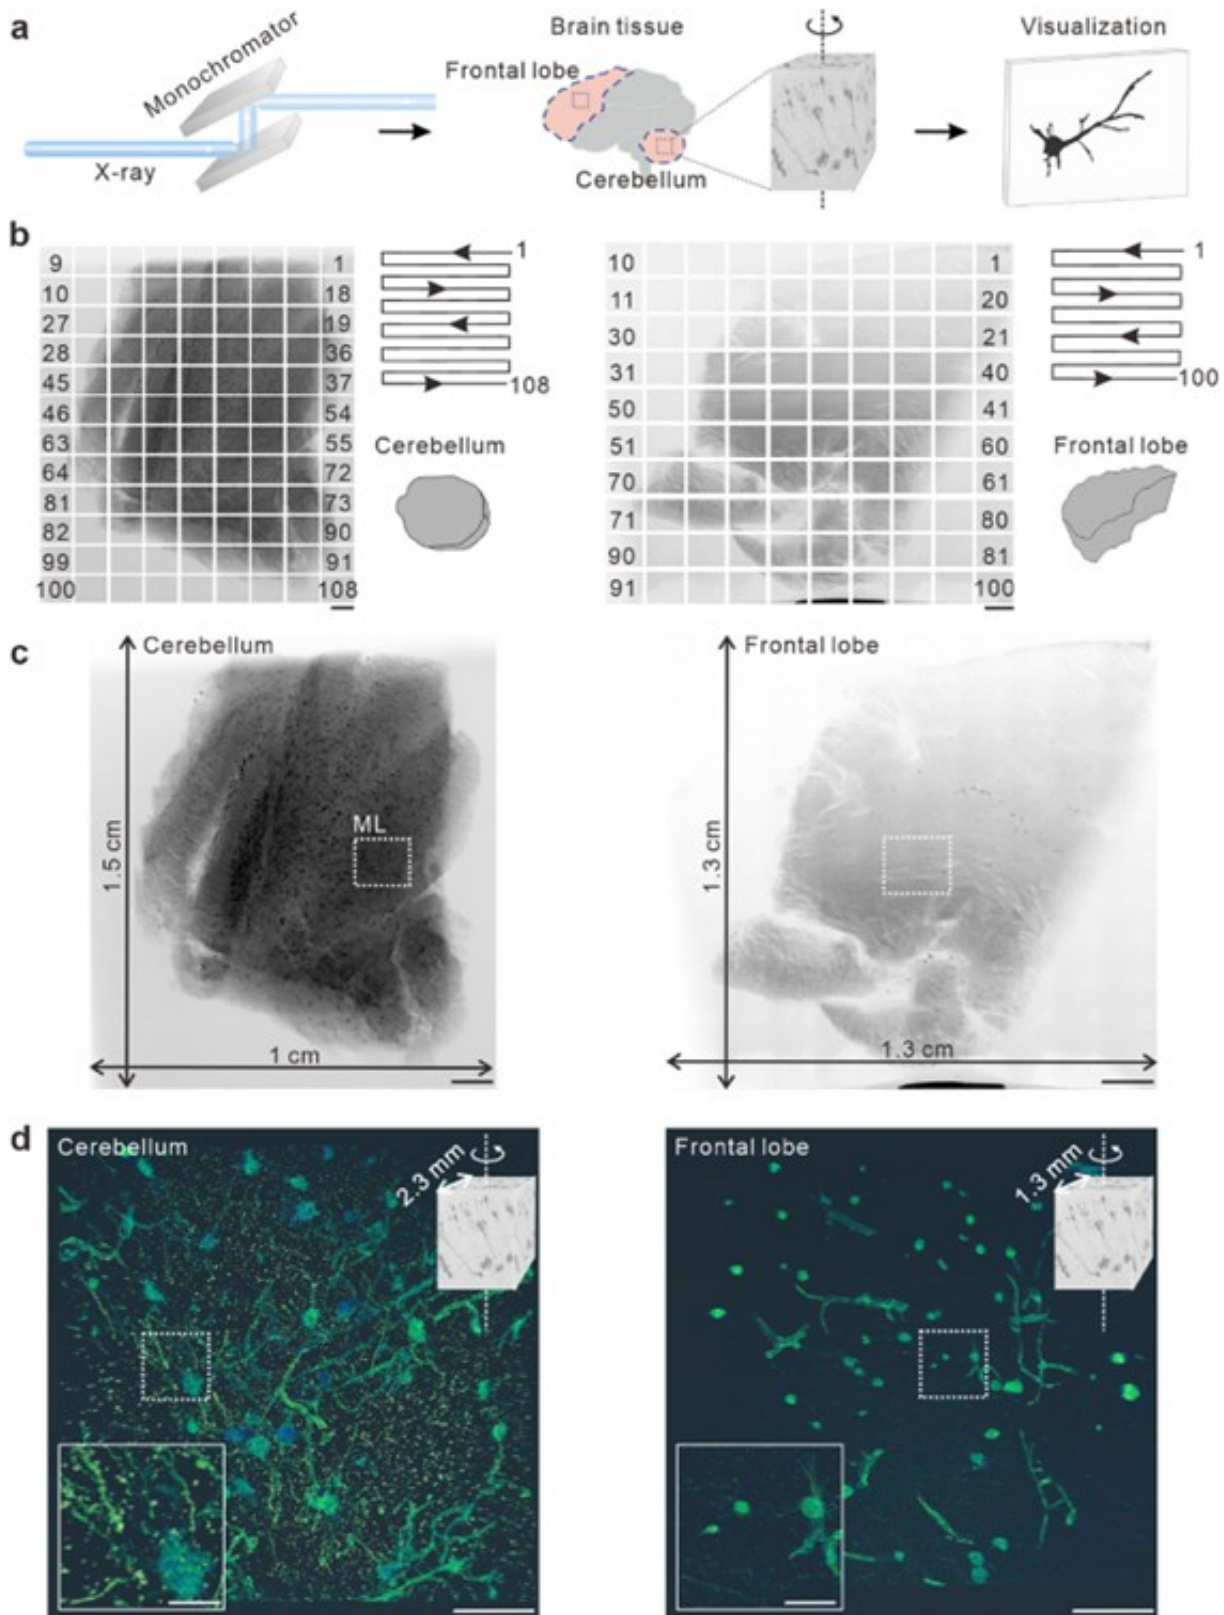 a
Monochromator
X-ray
Brain tissue
Frontal lobe
Cerebellum
Visualization
b
9 1
10 18
27 19
28 36
45 37
46 54
63 55
64 72
81 73
82 90
99 91
100 108
1
108
Cerebellum
10 1
11 20
30 21
31 40
50 41
51 60
70 61
71 80
90 81
91 100
1
100
Frontal lobe
c
Cerebellum
ML
1.5 cm
1 cm
Frontal lobe
1.3 cm
1.3 cm
d
Cerebellum
2.3 mm
Frontal lobe
1.3 mm